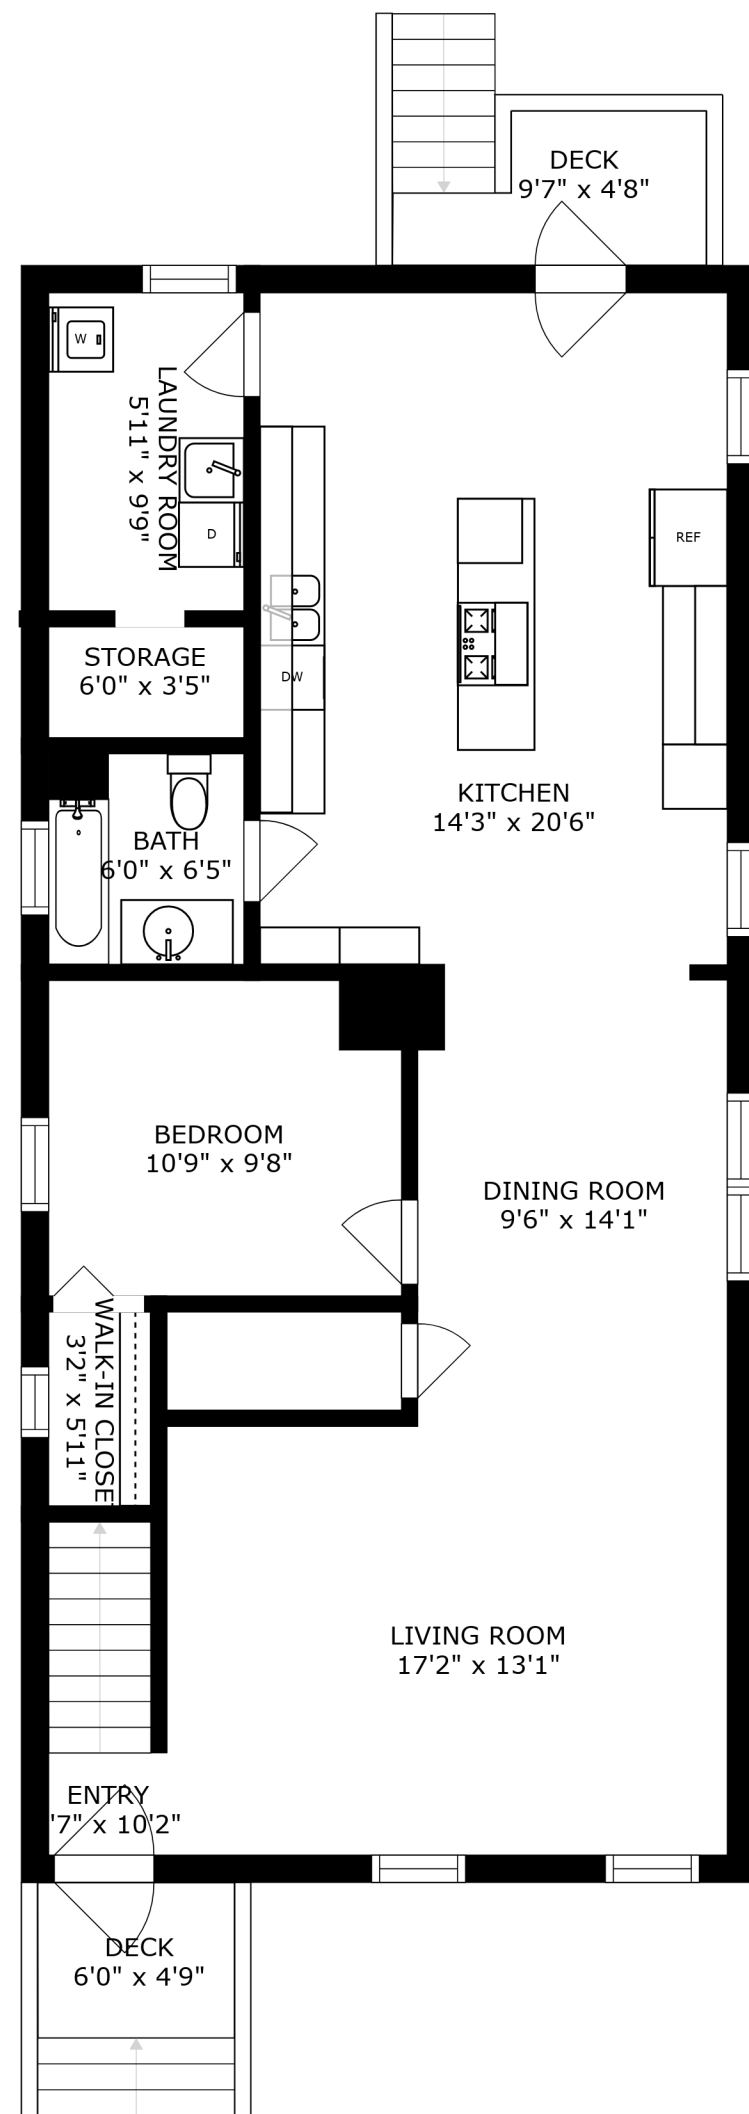 DECK
9'7" x 4'8"
W
LAUNDRY ROOM
5'11" x 9'9"
D
REF
STORAGE
6'0" x 3'5"
DW
KITCHEN
14'3" x 20'6"
BATH
6'0" x 6'5"
BEDROOM
10'9" x 9'8"
DINING ROOM
9'6" x 14'1"
WALK-IN CLOSE
3'2" x 5'11"
LIVING ROOM
17'2" x 13'1"
ENTRY
'7" x 10'2"
DECK
6'0" x 4'9"